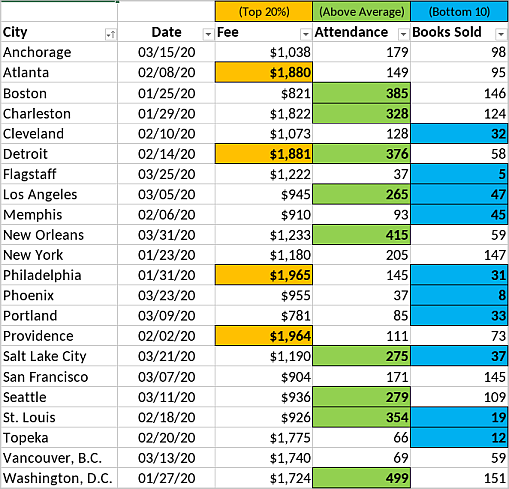 (Top 20%) (Above Average) (Bottom 10)
City Date Fee Attendance Books Sold
Anchorage 03/15/20 $1,038 179 98
Atlanta 02/08/20 $1,880 149 95
Boston 01/25/20 $821 385 146
Charleston 01/29/20 $1,822 328 124
Cleveland 02/10/20 $1,073 128 32
Detroit 02/14/20 $1,881 376 58
Flagstaff 03/25/20 $1,222 37 5
Los Angeles 03/05/20 $945 265 47
Memphis 02/06/20 $910 93 45
New Orleans 03/31/20 $1,233 415 59
New York 01/23/20 $1,180 205 147
Philadelphia 01/31/20 $1,965 145 31
Phoenix 03/23/20 $955 37 8
Portland 03/09/20 $781 85 33
Providence 02/02/20 $1,964 111 73
Salt Lake City 03/21/20 $1,190 275 37
San Francisco 03/07/20 $904 171 145
Seattle 03/11/20 $936 279 109
St. Louis 02/18/20 $926 354 19
Topeka 02/20/20 $1,775 66 12
Vancouver, B.C. 03/13/20 $1,740 69 59
Washington, D.C. 01/27/20 $1,724 499 151